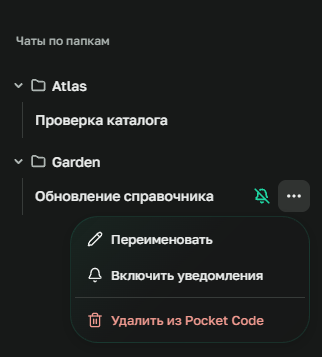 Чаты по папкам
Atlas
Проверка каталога
Garden
Обновление справочника
Переименовать
Включить уведомления
Удалить из Pocket Code